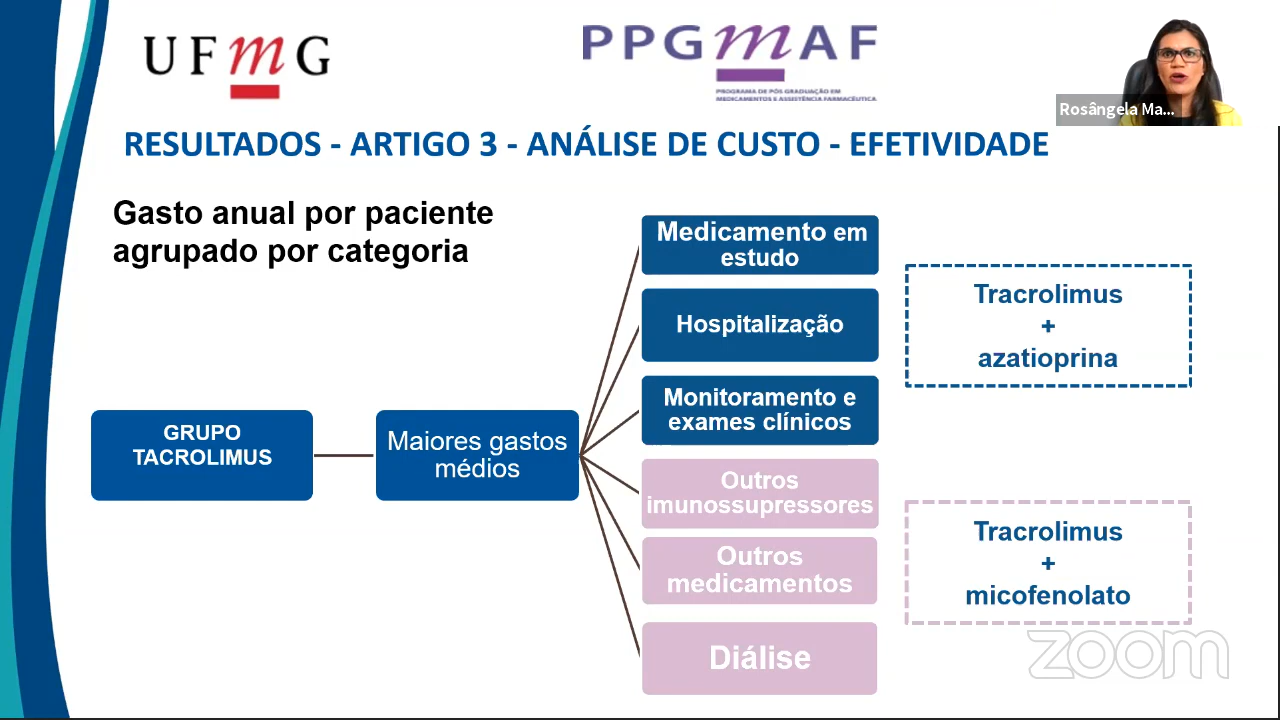 UFMG
PPGMAF
PROGRAMA DE PÓS GRADUAÇÃO EM
MEDICAMENTOS E ASSISTÊNCIA FARMACÊUTICA
Rosângela Ma...
RESULTADOS - ARTIGO 3 - ANÁLISE DE CUSTO - EFETIVIDADE
Gasto anual por paciente
agrupado por categoria
GRUPO
TACROLIMUS
Maiores gastos
médios
Medicamento em
estudo
Hospitalização
Monitoramento e
exames clínicos
Outros
imunossupressores
Outros
medicamentos
Diálise
Tracrolimus
+
azatioprina
Tracrolimus
+
micofenolato
zoom